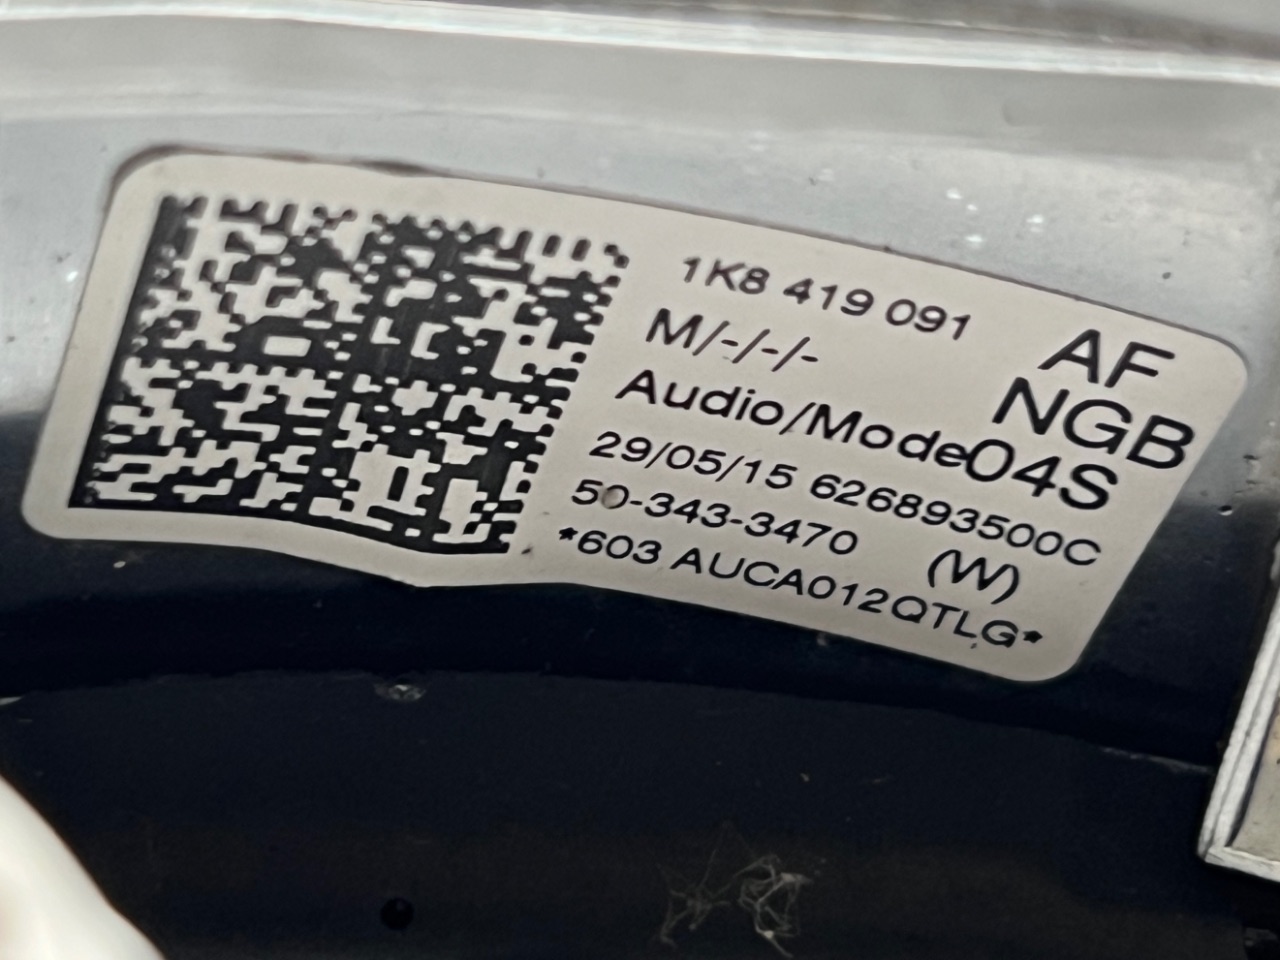 1K8 419 091 AF
M/-/-/- NGB
Audio/Mode04S
29/05/15 626893500C
50-343-3470 (W)
*603 AUCA012QTLG*